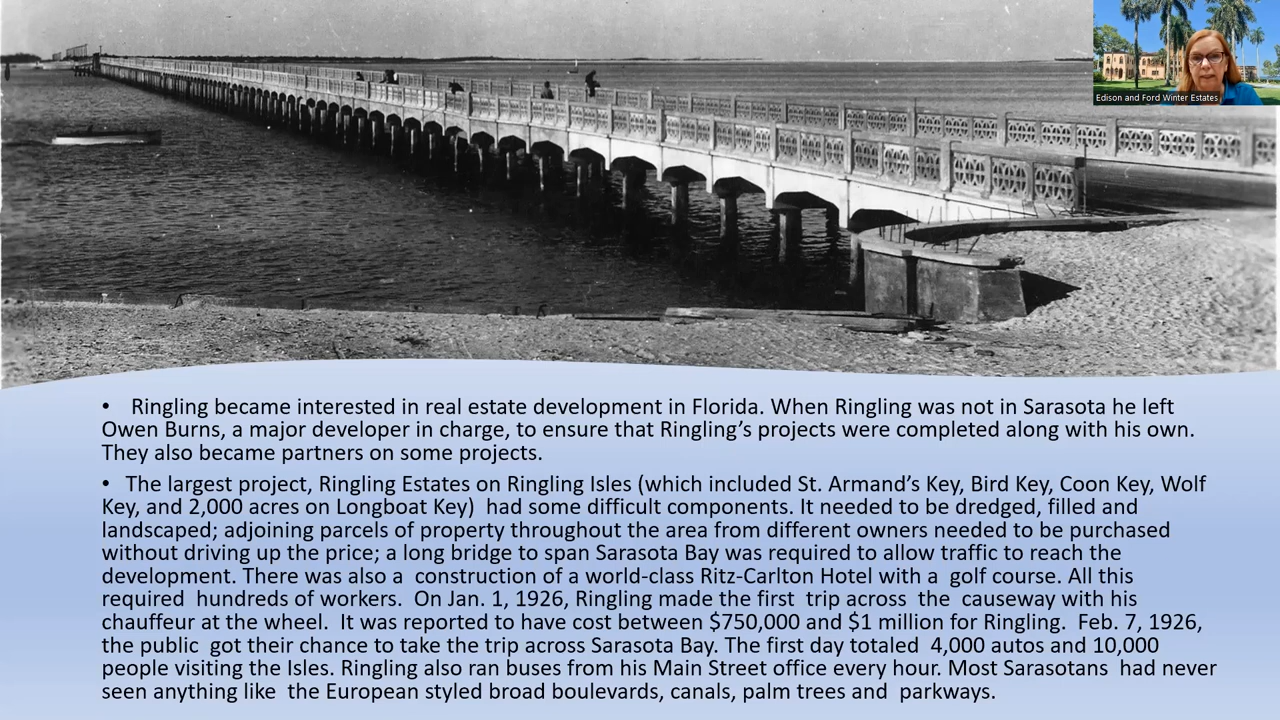 Edison and Ford Winter Estates
• Ringling became interested in real estate development in Florida. When Ringling was not in Sarasota he left
Owen Burns, a major developer in charge, to ensure that Ringling’s projects were completed along with his own.
They also became partners on some projects.
• The largest project, Ringling Estates on Ringling Isles (which included St. Armand’s Key, Bird Key, Coon Key, Wolf
Key, and 2,000 acres on Longboat Key) had some difficult components. It needed to be dredged, filled and
landscaped; adjoining parcels of property throughout the area from different owners needed to be purchased
without driving up the price; a long bridge to span Sarasota Bay was required to allow traffic to reach the
development. There was also a construction of a world-class Ritz-Carlton Hotel with a golf course. All this
required hundreds of workers. On Jan. 1, 1926, Ringling made the first trip across the causeway with his
chauffeur at the wheel. It was reported to have cost between $750,000 and $1 million for Ringling. Feb. 7, 1926,
the public got their chance to take the trip across Sarasota Bay. The first day totaled 4,000 autos and 10,000
people visiting the Isles. Ringling also ran buses from his Main Street office every hour. Most Sarasotans had never
seen anything like the European styled broad boulevards, canals, palm trees and parkways.